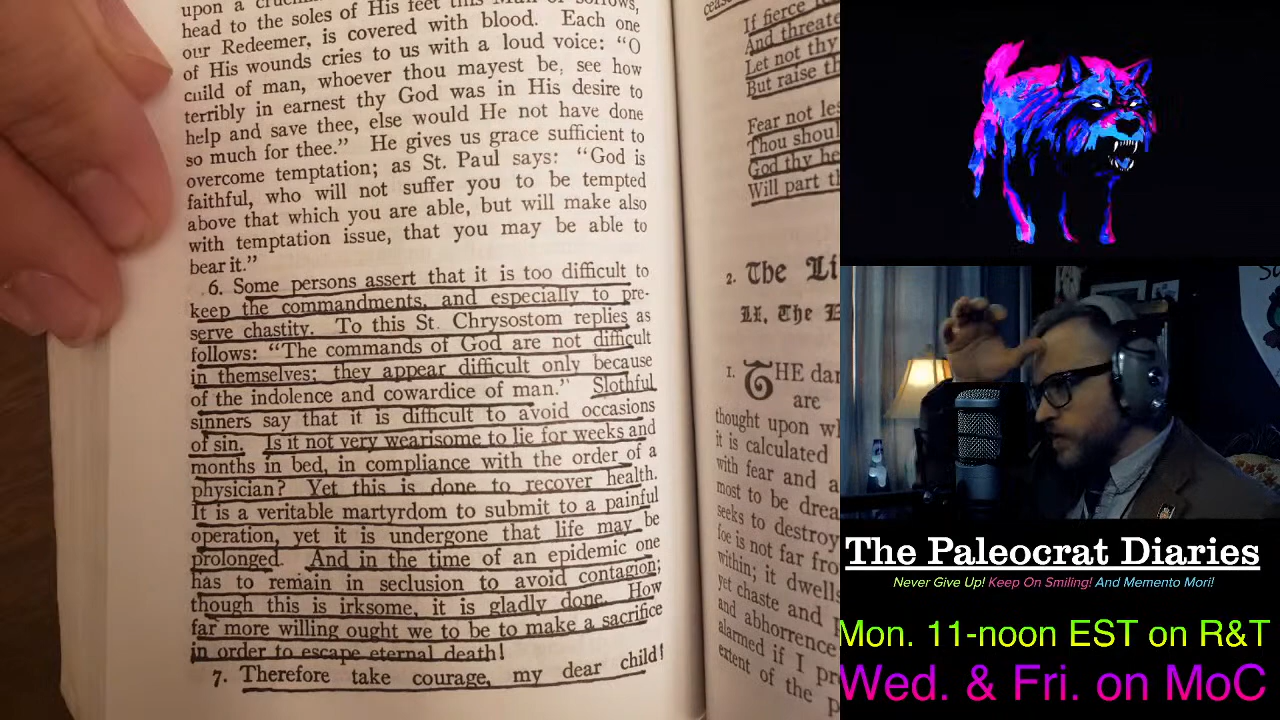 upon a
head to the soles of His feet this Man of sorrows,
our Redeemer, is covered with blood. Each one
of His wounds cries to us with a loud voice: “O
child of man, whoever thou mayest be, see how
terribly in earnest thy God was in His desire to
help and save thee, else would He not have done
so much for thee.” He gives us grace sufficient to
overcome temptation; as St. Paul says: “God is
faithful, who will not suffer you to be tempted
above that which you are able, but will make also
with temptation issue, that you may be able to
bear it.”
6. Some persons assert that it is too difficult to
keep the commandments, and especially to pre-
serve chastity. To this St. Chrysostom replies as
follows: “The commands of God are not difficult
in themselves; they appear difficult only because
of the indolence and cowardice of man.” Slothful
sinners say that it is difficult to avoid occasions
of sin. Is it not very wearisome to lie for weeks and
months in bed, in compliance with the order of a
physician? Yet this is done to recover health.
It is a veritable martyrdom to submit to a painful
operation, yet it is undergone that life may be
prolonged. And in the time of an epidemic one
has to remain in seclusion to avoid contagion;
though this is irksome, it is gladly done. How
far more willing ought we to be to make a sacrifice
in order to escape eternal death!
7. Therefore take courage, my dear child!
If fierce
And threate
Let not thy
But raise th
Fear not les
Thou shoul
God thy he
Will part th
2. The Li
II, The
1. THE dan
are
thought upon wh
it is calculated
with fear and a
most to be drea
seeks to destroy
foe is not far fro
within; it dwells
yet chaste and
and abhorrence
alarmed if I pr
extent of the p
The Paleocrat Diaries
Never Give Up! Keep On Smiling! And Memento Mori!
Mon. 11-noon EST on R&T
Wed. & Fri. on MoC